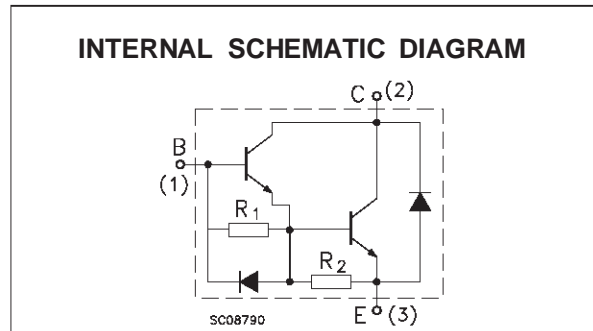 INTERNAL SCHEMATIC DIAGRAM
C (2)
B
(1)
R1
R2
SC08790
E (3)